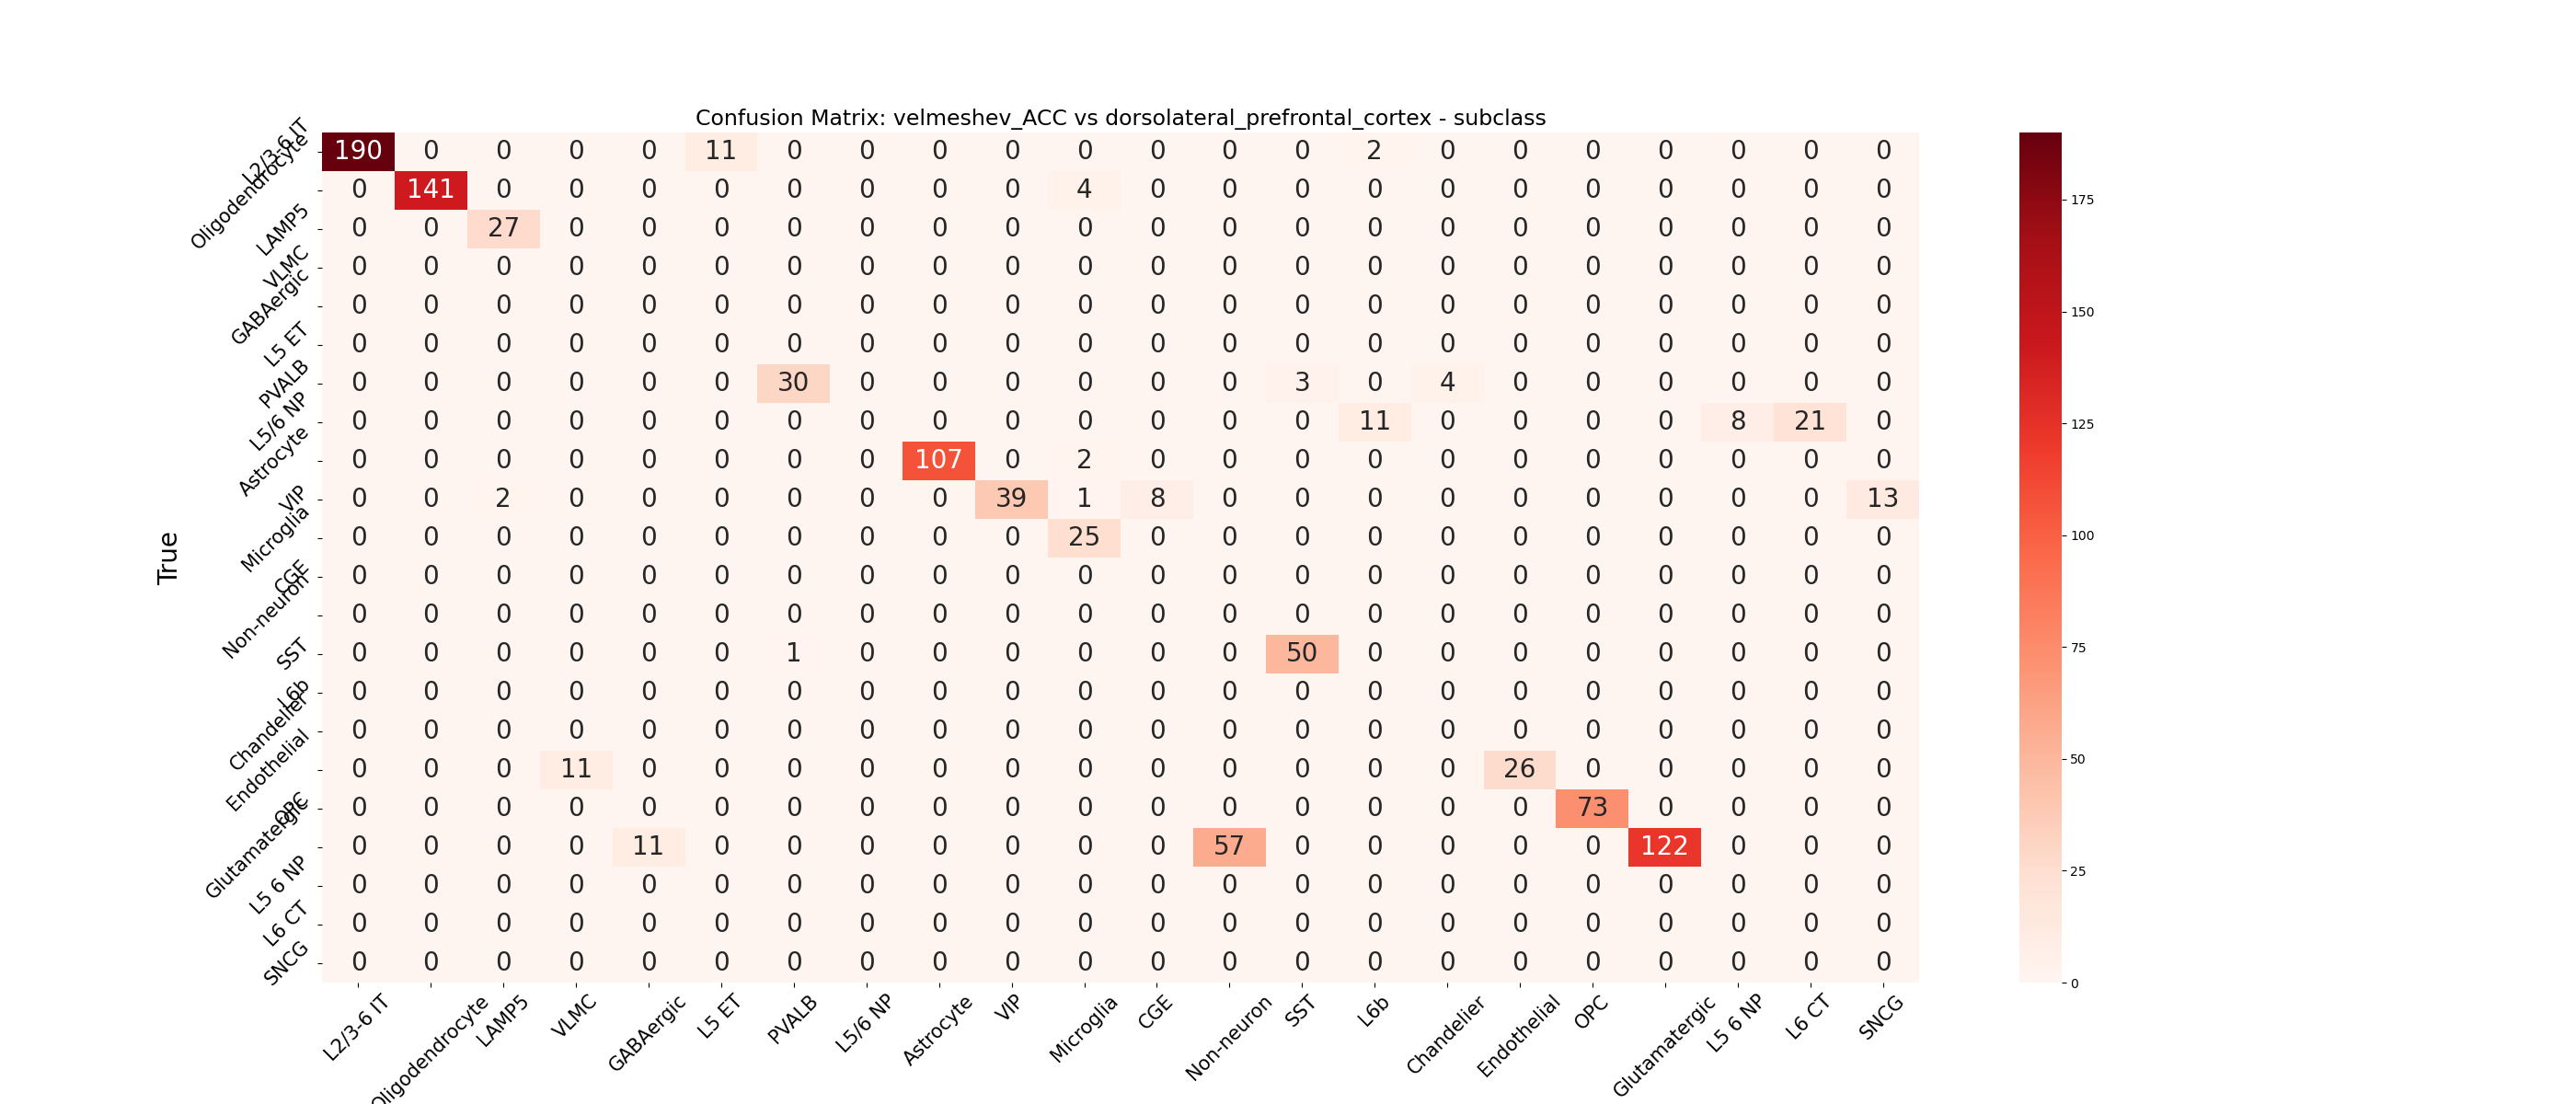 Confusion Matrix: velmeshev_ACC vs dorsolateral_prefrontal_cortex - subclass
True
L2/3-6 IT 190 0 0 0 0 11 0 0 0 0 0 0 0 0 2 0 0 0 0 0 0 0
Oligodendrocyte 0 141 0 0 0 0 0 0 0 0 4 0 0 0 0 0 0 0 0 0 0 0
LAMP5 0 0 27 0 0 0 0 0 0 0 0 0 0 0 0 0 0 0 0 0 0 0
VLMC 0 0 0 0 0 0 0 0 0 0 0 0 0 0 0 0 0 0 0 0 0 0
GABAergic 0 0 0 0 0 0 0 0 0 0 0 0 0 0 0 0 0 0 0 0 0 0
L5 ET 0 0 0 0 0 0 0 0 0 0 0 0 0 0 0 0 0 0 0 0 0 0
PVALB 0 0 0 0 0 0 30 0 0 0 0 0 0 3 0 4 0 0 0 0 0 0
L5/6 NP 0 0 0 0 0 0 0 0 0 0 0 0 0 0 11 0 0 0 0 8 21 0
Astrocyte 0 0 0 0 0 0 0 0 107 0 2 0 0 0 0 0 0 0 0 0 0 0
VIP 0 0 2 0 0 0 0 0 0 39 1 8 0 0 0 0 0 0 0 0 0 13
Microglia 0 0 0 0 0 0 0 0 0 0 25 0 0 0 0 0 0 0 0 0 0 0
CGE 0 0 0 0 0 0 0 0 0 0 0 0 0 0 0 0 0 0 0 0 0 0
Non-neuron 0 0 0 0 0 0 0 0 0 0 0 0 0 0 0 0 0 0 0 0 0 0
SST 0 0 0 0 0 0 1 0 0 0 0 0 0 50 0 0 0 0 0 0 0 0
L6b 0 0 0 0 0 0 0 0 0 0 0 0 0 0 0 0 0 0 0 0 0 0
Chandelier 0 0 0 0 0 0 0 0 0 0 0 0 0 0 0 0 0 0 0 0 0 0
Endothelial 0 0 0 11 0 0 0 0 0 0 0 0 0 0 0 0 26 0 0 0 0 0
OPC 0 0 0 0 0 0 0 0 0 0 0 0 0 0 0 0 0 73 0 0 0 0
Glutamatergic 0 0 0 0 11 0 0 0 0 0 0 0 57 0 0 0 0 0 122 0 0 0
L5 6 NP 0 0 0 0 0 0 0 0 0 0 0 0 0 0 0 0 0 0 0 0 0 0
L6 CT 0 0 0 0 0 0 0 0 0 0 0 0 0 0 0 0 0 0 0 0 0 0
SNCG 0 0 0 0 0 0 0 0 0 0 0 0 0 0 0 0 0 0 0 0 0 0
L2/3-6 IT Oligodendrocyte LAMP5 VLMC GABAergic L5 ET PVALB L5/6 NP Astrocyte VIP Microglia CGE Non-neuron SST L6b Chandelier Endothelial OPC Glutamatergic L5 6 NP L6 CT SNCG
175
150
125
100
75
50
25
0